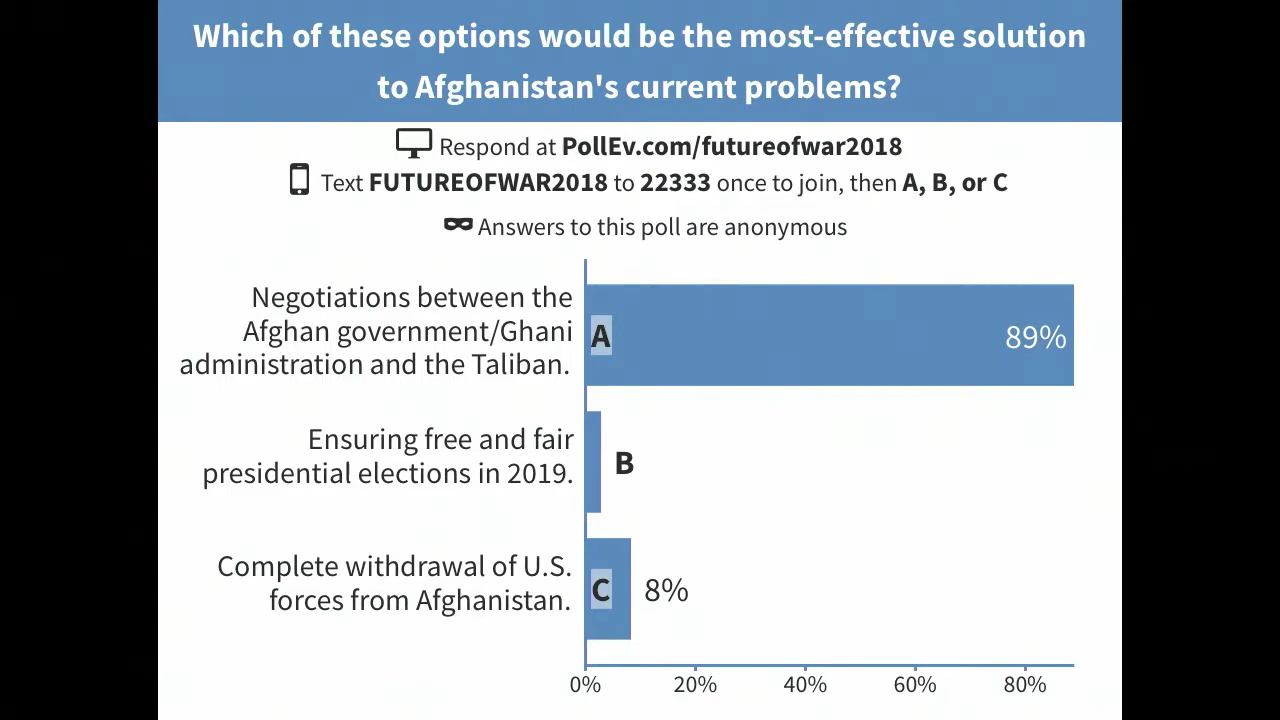 Which of these options would be the most-effective solution
to Afghanistan's current problems?
Respond at PollEv.com/futureofwar2018
Text FUTUREOFWAR2018 to 22333 once to join, then A, B, or C
Answers to this poll are anonymous
Negotiations between the
Afghan government/Ghani
administration and the Taliban.
A
89%
Ensuring free and fair
presidential elections in 2019.
B
Complete withdrawal of U.S.
forces from Afghanistan.
C
8%
0% 20% 40% 60% 80%